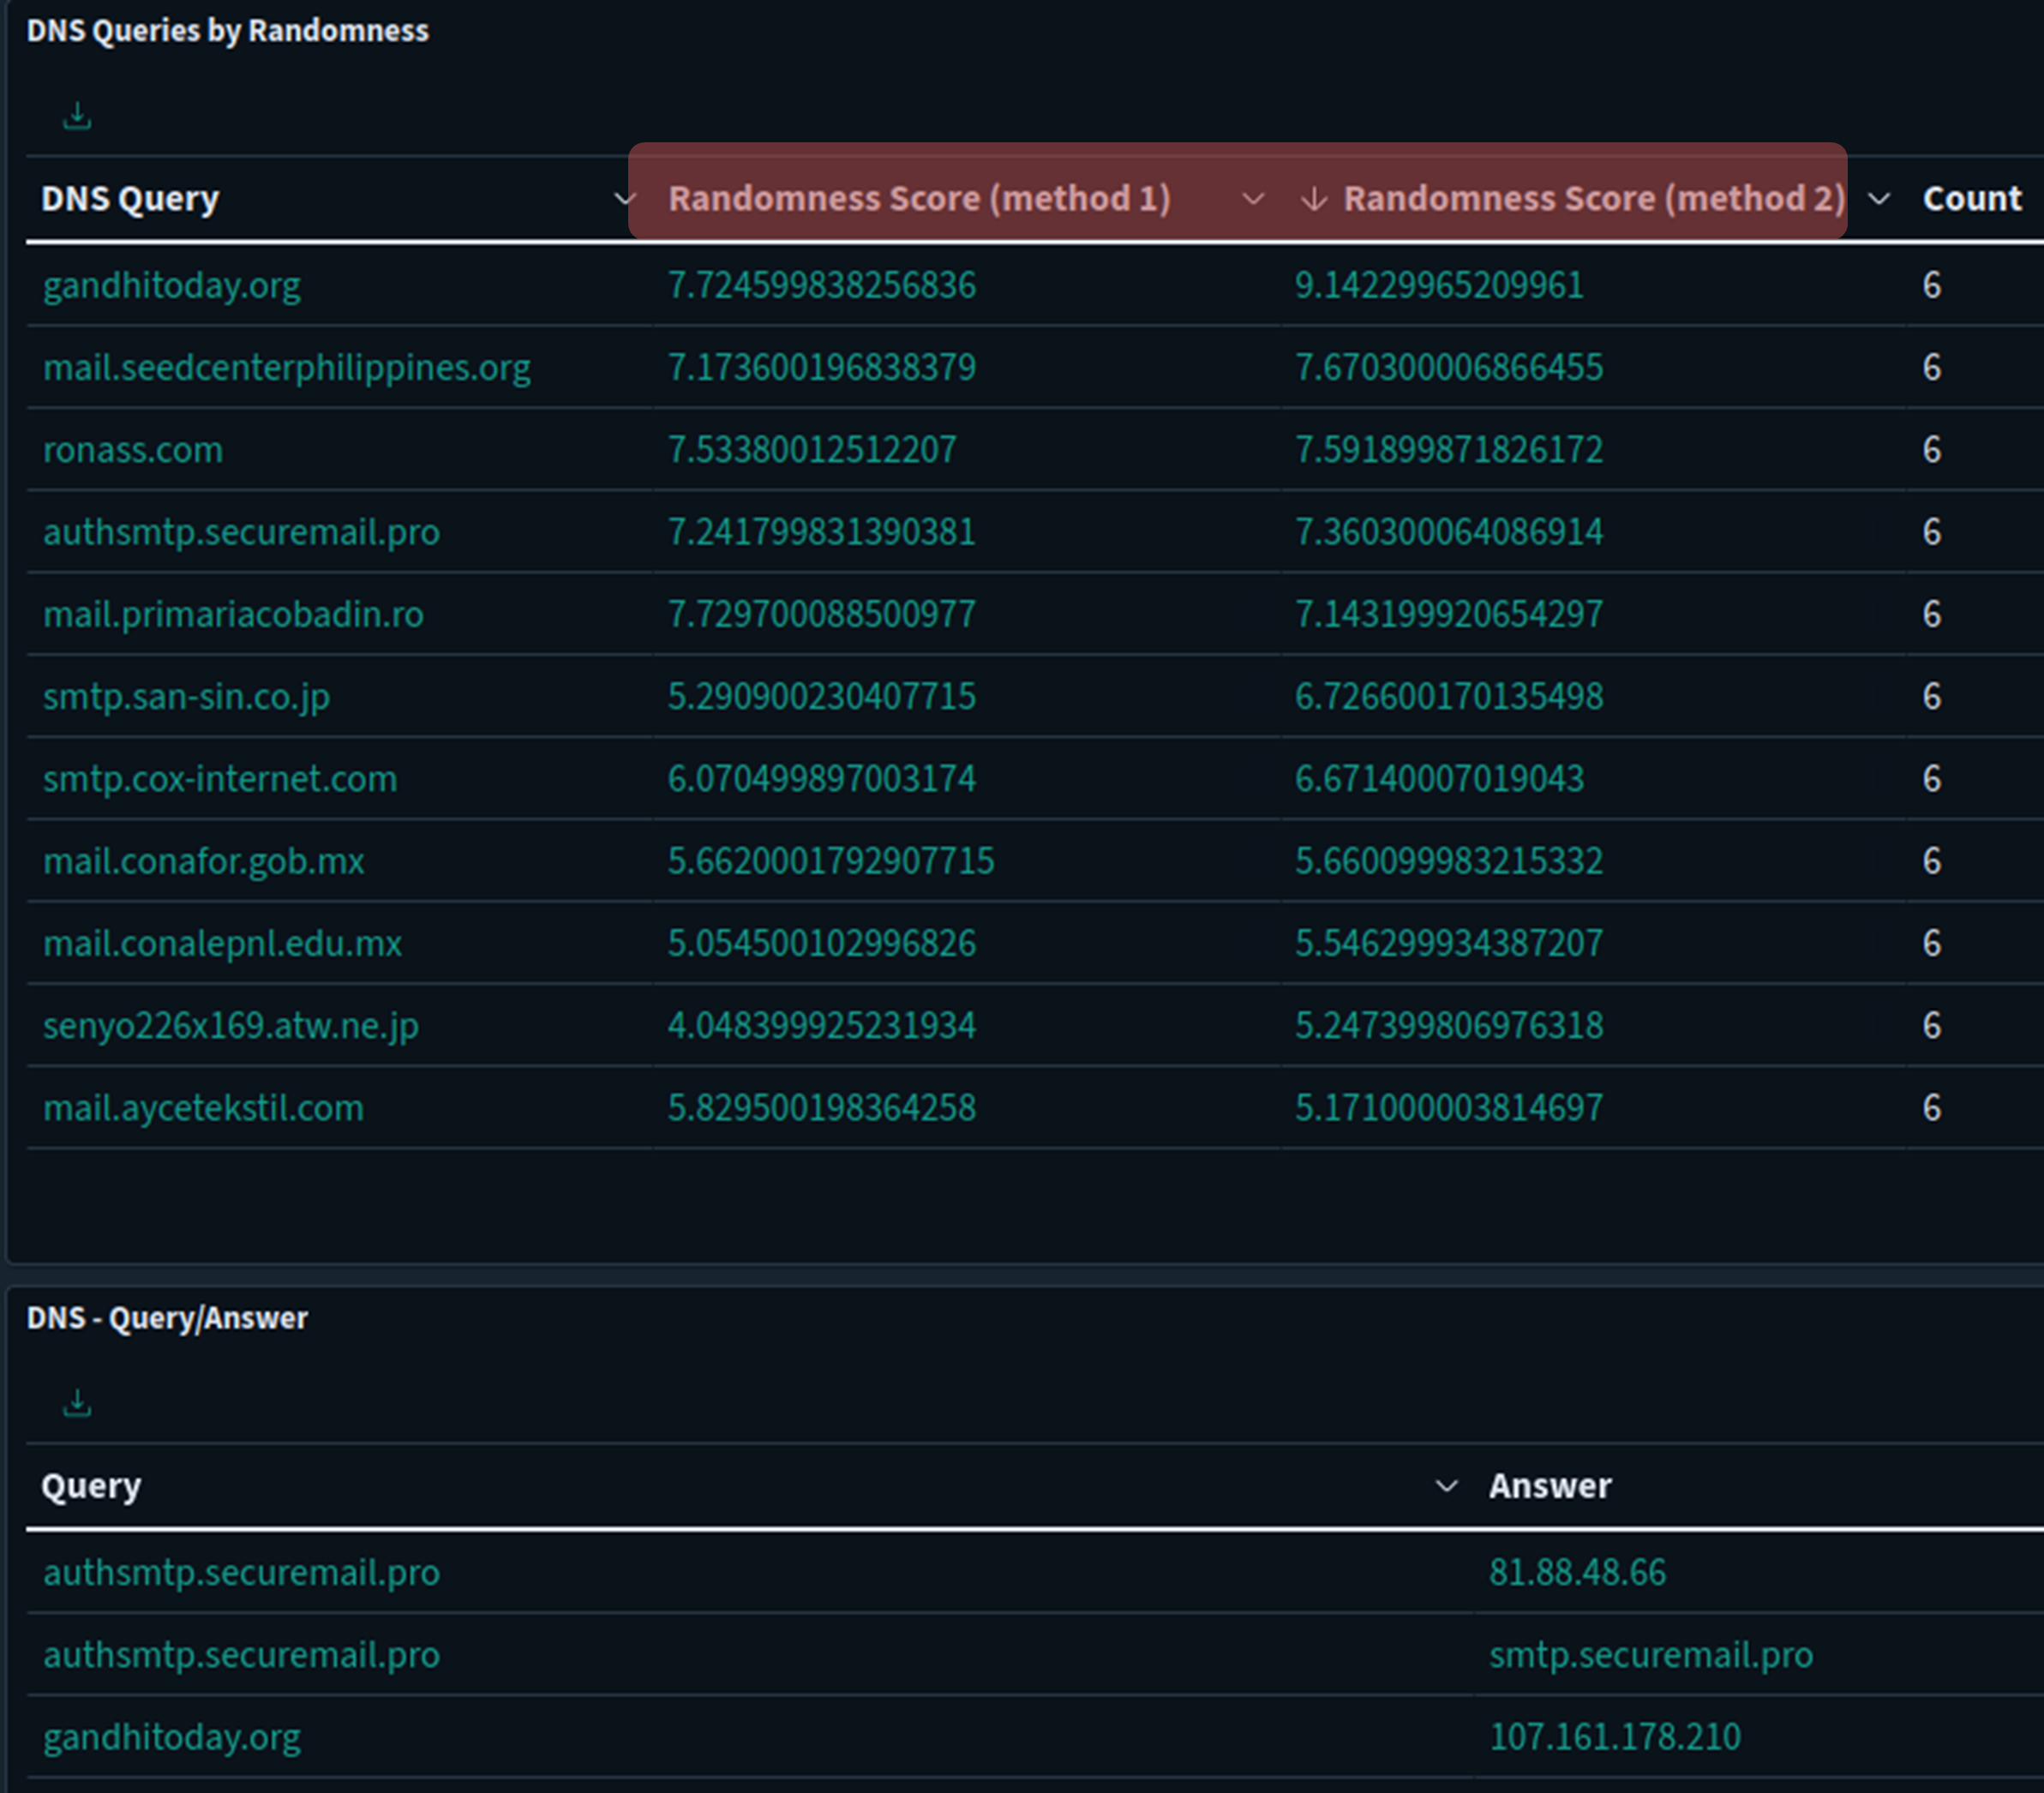 DNS Queries by Randomness
DNS Query Randomness Score (method 1) Randomness Score (method 2) Count
gandhitoday.org 7.724599838256836 9.14229965209961 6
mail.seedcenterphilippines.org 7.173600196838379 7.670300006866455 6
ronass.com 7.53380012512207 7.591899871826172 6
authsmtp.securemail.pro 7.241799831390381 7.360300064086914 6
mail.primariacobadin.ro 7.729700088500977 7.143199920654297 6
smtp.san-sin.co.jp 5.290900230407715 6.726600170135498 6
smtp.cox-internet.com 6.070499897003174 6.67140007019043 6
mail.conafor.gob.mx 5.6620001792907715 5.660099983215332 6
mail.conalepnl.edu.mx 5.054500102996826 5.546299934387207 6
senyo226x169.atw.ne.jp 4.048399925231934 5.247399806976318 6
mail.aycetekstil.com 5.829500198364258 5.171000003814697 6
DNS - Query/Answer
Query Answer
authsmtp.securemail.pro 81.88.48.66
authsmtp.securemail.pro smtp.securemail.pro
gandhitoday.org 107.161.178.210